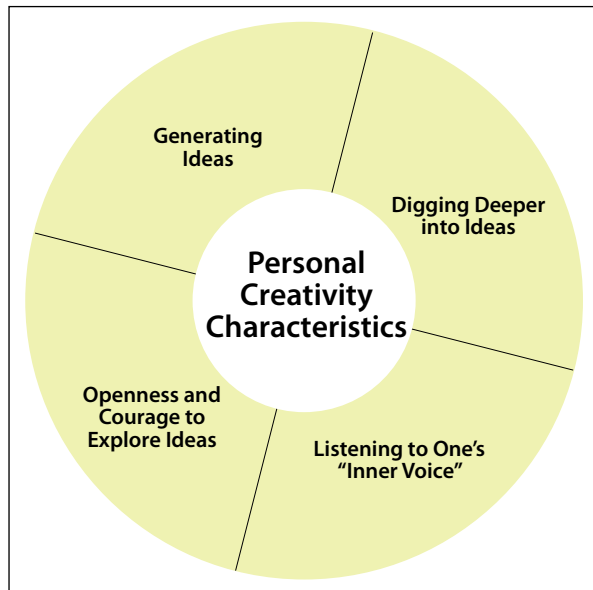 Generating
Ideas
Digging Deeper
into Ideas
Personal
Creativity
Characteristics
Openness and
Courage to
Explore Ideas
Listening to One’s
“Inner Voice”